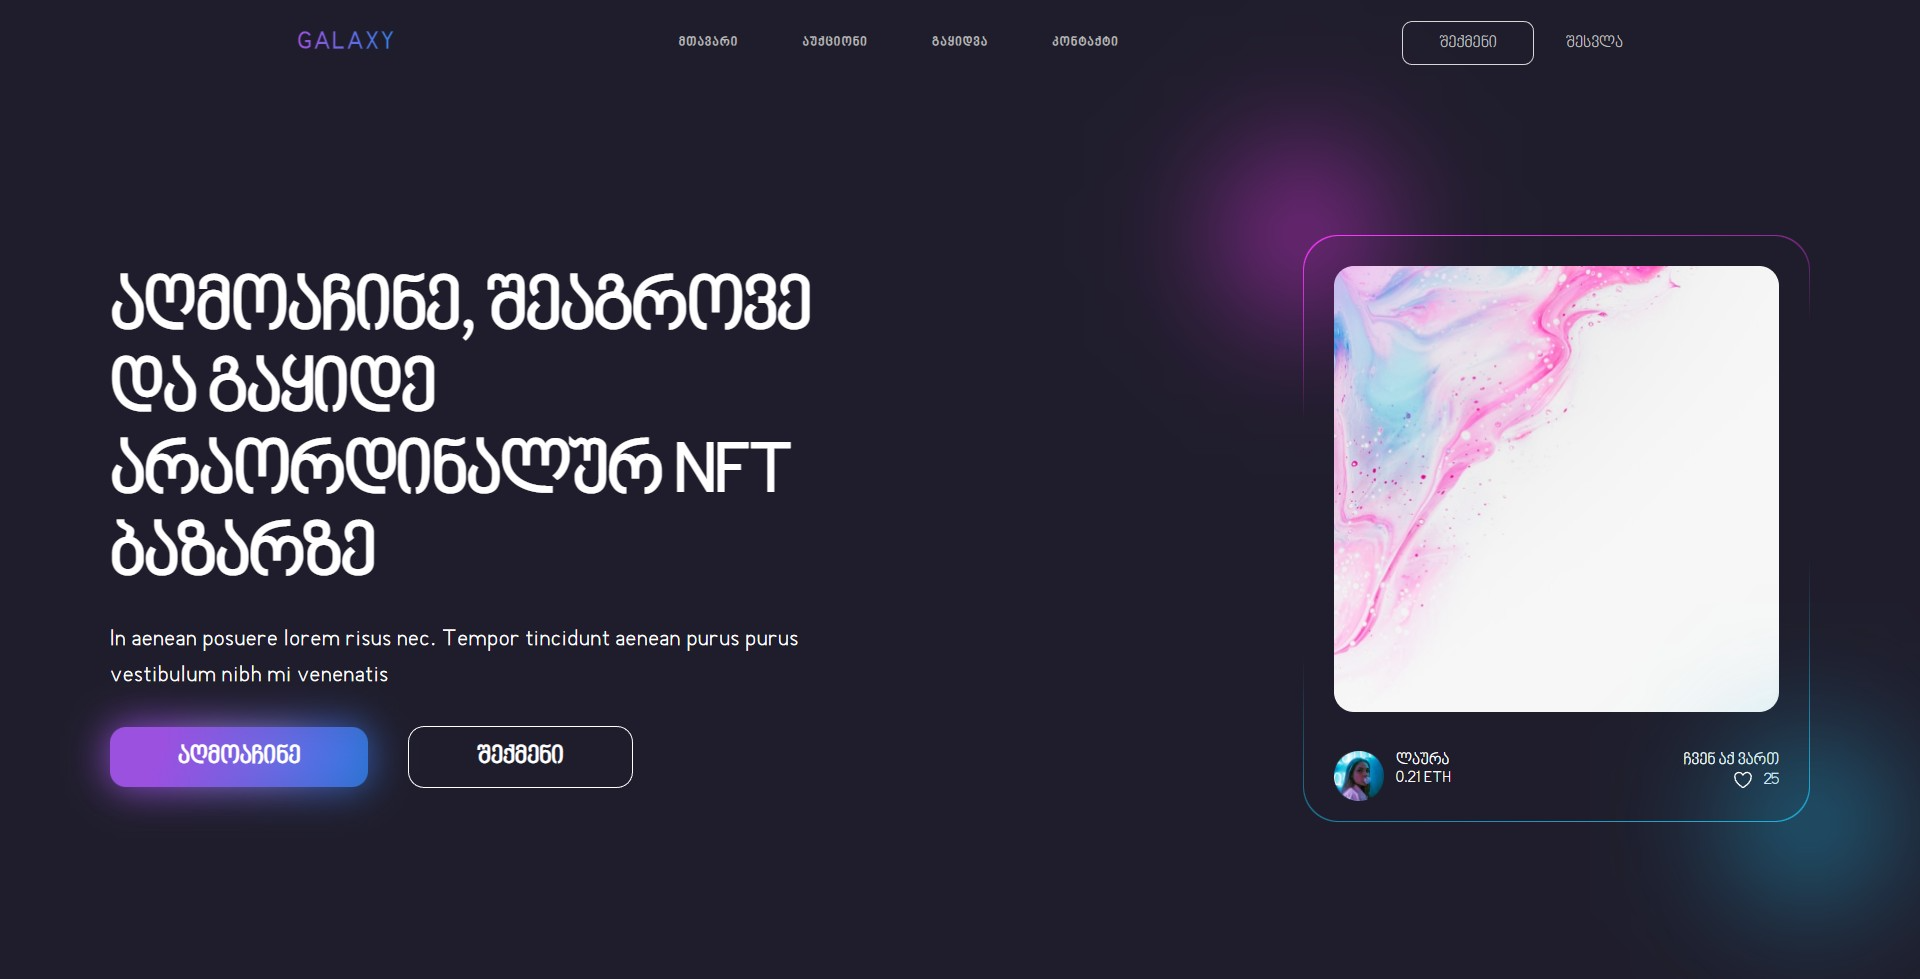 GALAXY
მთავარი
აუქციონი
გაყიდვა
კონტაქტი
შექმენი
შესვლა
აღმოაჩინე, შეაგროვე
და გაყიდე
არაორდინალურ NFT
ბაზარზე
In aenean posuere lorem risus nec. Tempor tincidunt aenean purus purus
vestibulum nibh mi venenatis
აღმოაჩინე
შექმენი
ლაურა
0.21 ETH
ჩვენ აქ ვართ
25